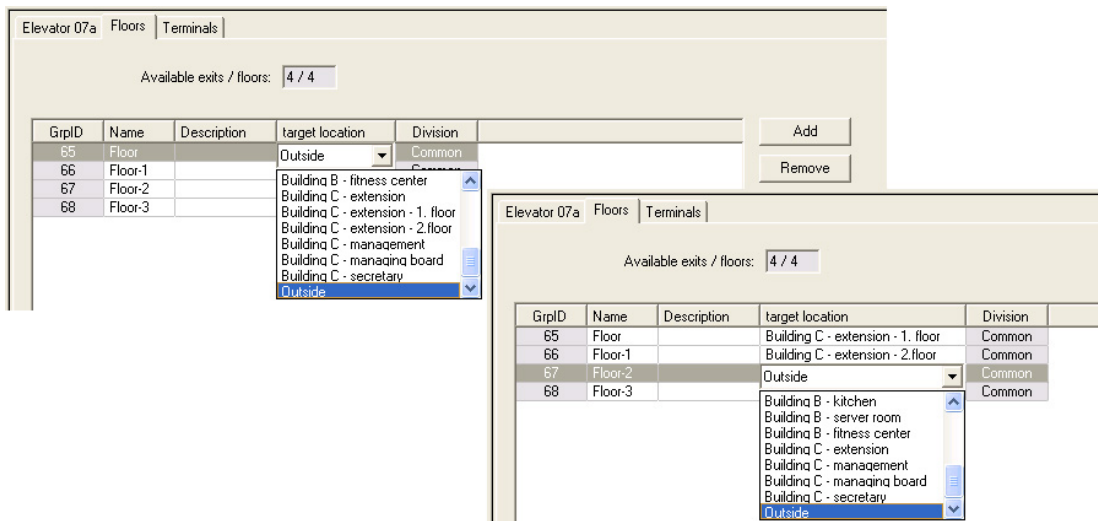 Elevator 07a Floors Terminals
Available exits / floors: 4 / 4
GrpID Name Description target location Division
65 Floor Outside Common
66 Floor-1
67 Floor-2
68 Floor-3
Building B - fitness center
Building C - extension
Building C - extension - 1. floor
Building C - extension - 2.floor
Building C - management
Building C - managing board
Building C - secretary
Outside
Add
Remove
Elevator 07a Floors Terminals
Available exits / floors: 4 / 4
GrpID Name Description target location Division
65 Floor Building C - extension - 1. floor Common
66 Floor-1 Building C - extension - 2.floor Common
67 Floor-2 Outside Common
68 Floor-3 Common
Building B - kitchen
Building B - server room
Building B - fitness center
Building C - extension
Building C - management
Building C - managing board
Building C - secretary
Outside